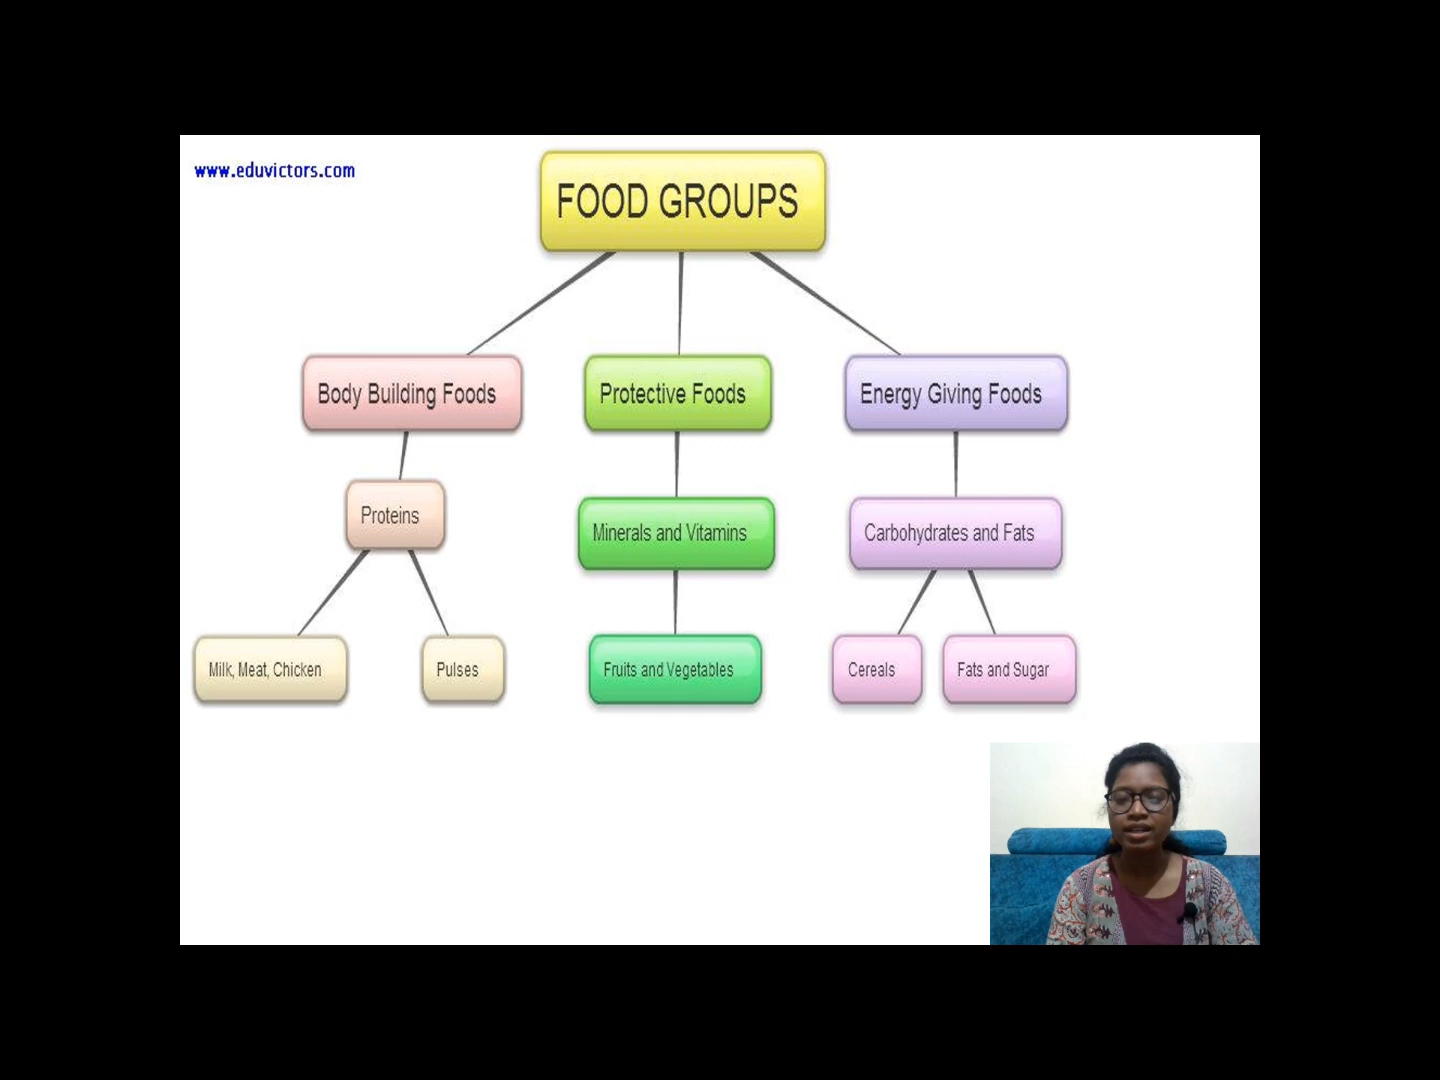 www.eduvictors.com
FOOD GROUPS
Body Building Foods
Protective Foods
Energy Giving Foods
Proteins
Minerals and Vitamins
Carbohydrates and Fats
Milk, Meat, Chicken
Pulses
Fruits and Vegetables
Cereals
Fats and Sugar